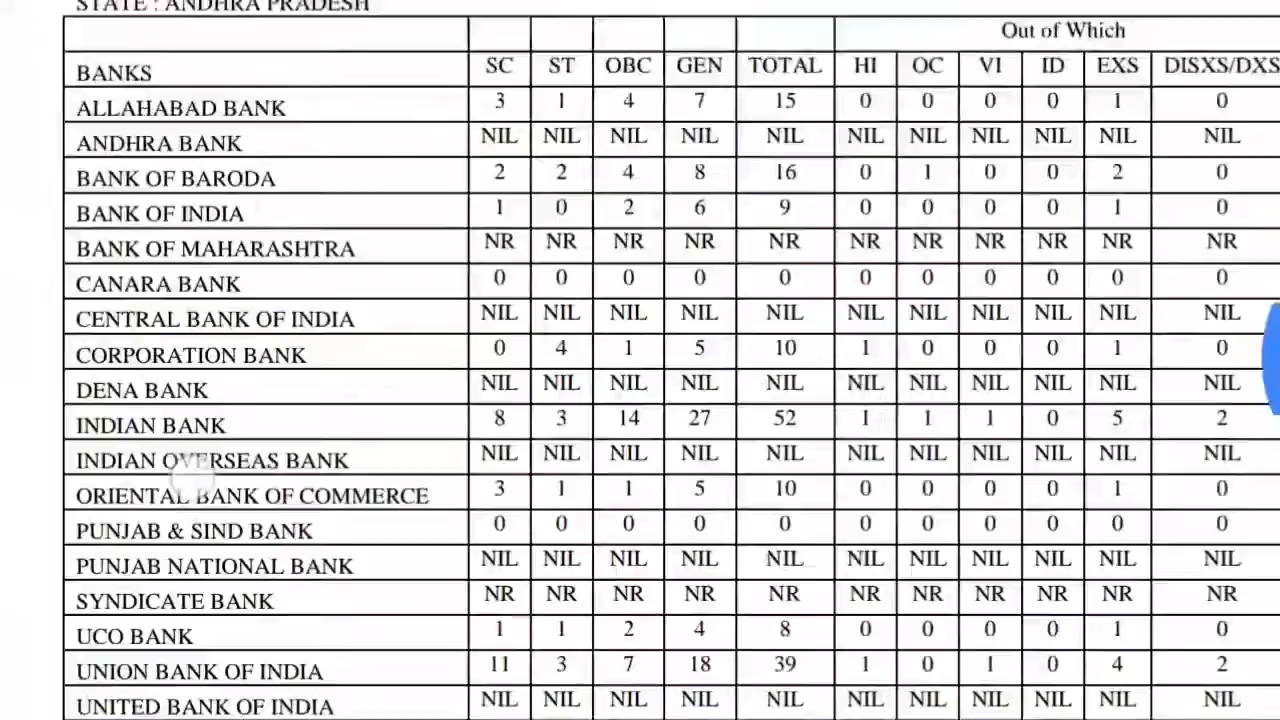 STATE : ANDHRA PRADESH
Out of Which
BANKS SC ST OBC GEN TOTAL HI OC VI ID EXS DISXS/DXS
ALLAHABAD BANK 3 1 4 7 15 0 0 0 0 1 0
ANDHRA BANK NIL NIL NIL NIL NIL NIL NIL NIL NIL NIL NIL
BANK OF BARODA 2 2 4 8 16 0 1 0 0 2 0
BANK OF INDIA 1 0 2 6 9 0 0 0 0 1 0
BANK OF MAHARASHTRA NR NR NR NR NR NR NR NR NR NR NR
CANARA BANK 0 0 0 0 0 0 0 0 0 0 0
CENTRAL BANK OF INDIA NIL NIL NIL NIL NIL NIL NIL NIL NIL NIL NIL
CORPORATION BANK 0 4 1 5 10 1 0 0 0 1 0
DENA BANK NIL NIL NIL NIL NIL NIL NIL NIL NIL NIL NIL
INDIAN BANK 8 3 14 27 52 1 1 1 0 5 2
INDIAN OVERSEAS BANK NIL NIL NIL NIL NIL NIL NIL NIL NIL NIL NIL
ORIENTAL BANK OF COMMERCE 3 1 1 5 10 0 0 0 0 1 0
PUNJAB & SIND BANK 0 0 0 0 0 0 0 0 0 0 0
PUNJAB NATIONAL BANK NIL NIL NIL NIL NIL NIL NIL NIL NIL NIL NIL
SYNDICATE BANK NR NR NR NR NR NR NR NR NR NR NR
UCO BANK 1 1 2 4 8 0 0 0 0 1 0
UNION BANK OF INDIA 11 3 7 18 39 1 0 1 0 4 2
UNITED BANK OF INDIA NIL NIL NIL NIL NIL NIL NIL NIL NIL NIL NIL